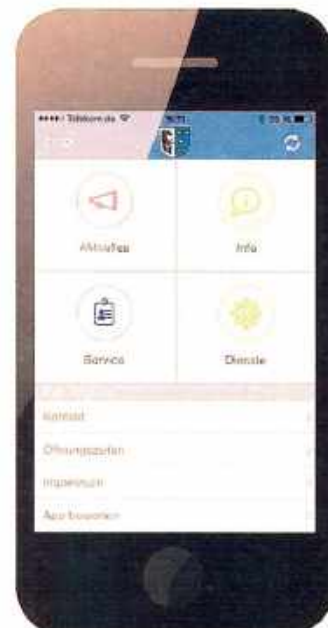 Telekom.de
Aktuelles
Info
Service
Dienste
Kontakt
Öffnungszeiten
Impressum
App bewerten